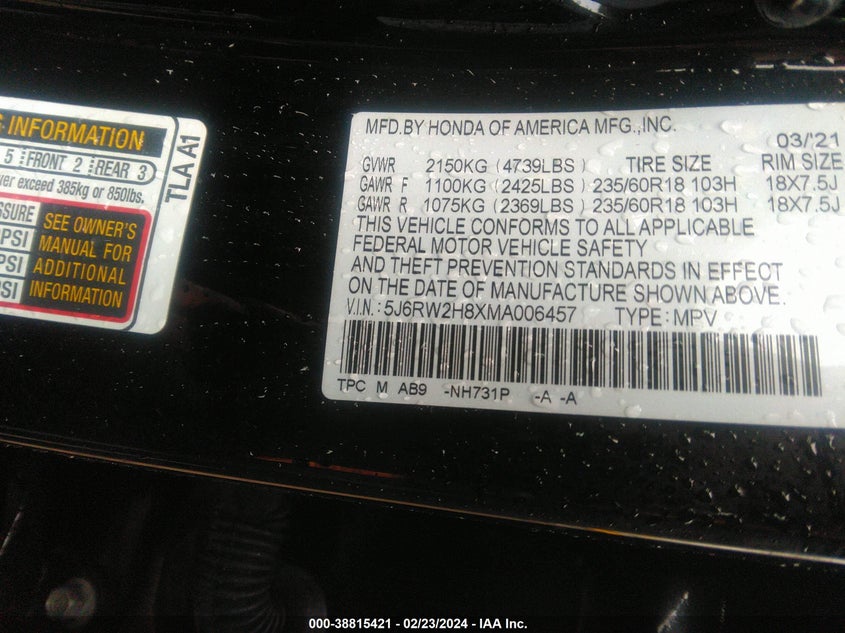 INFORMATION
5 FRONT 2 REAR 3
exceed 385kg or 850lbs.
SEE OWNER'S
PSI MANUAL FOR
PSI ADDITIONAL
INFORMATION
TLA A1
MFD.BY HONDA OF AMERICA MFG.,INC.
03/'21
GVWR 2150KG (4739LBS) TIRE SIZE RIM SIZE
GAWR F 1100KG (2425LBS) 235/60R18 103H 18X7.5J
GAWR R 1075KG (2369LBS) 235/60R18 103H 18X7.5J
THIS VEHICLE CONFORMS TO ALL APPLICABLE
FEDERAL MOTOR VEHICLE SAFETY
AND THEFT PREVENTION STANDARDS IN EFFECT
ON THE DATE OF MANUFACTURE SHOWN ABOVE.
V.I.N.: 5J6RW2H8XMA006457 TYPE: MPV
TPC M AB9 -NH731P -A -A
000-38815421 - 02/23/2024 - IAA Inc.